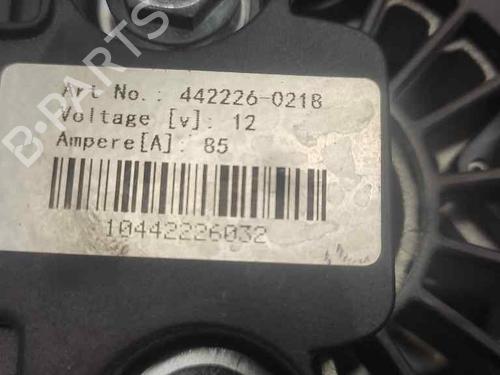 Art No.: 442226-0218
Voltage [v]: 12
Ampere[A]: 85
10442226032
B-PARTS